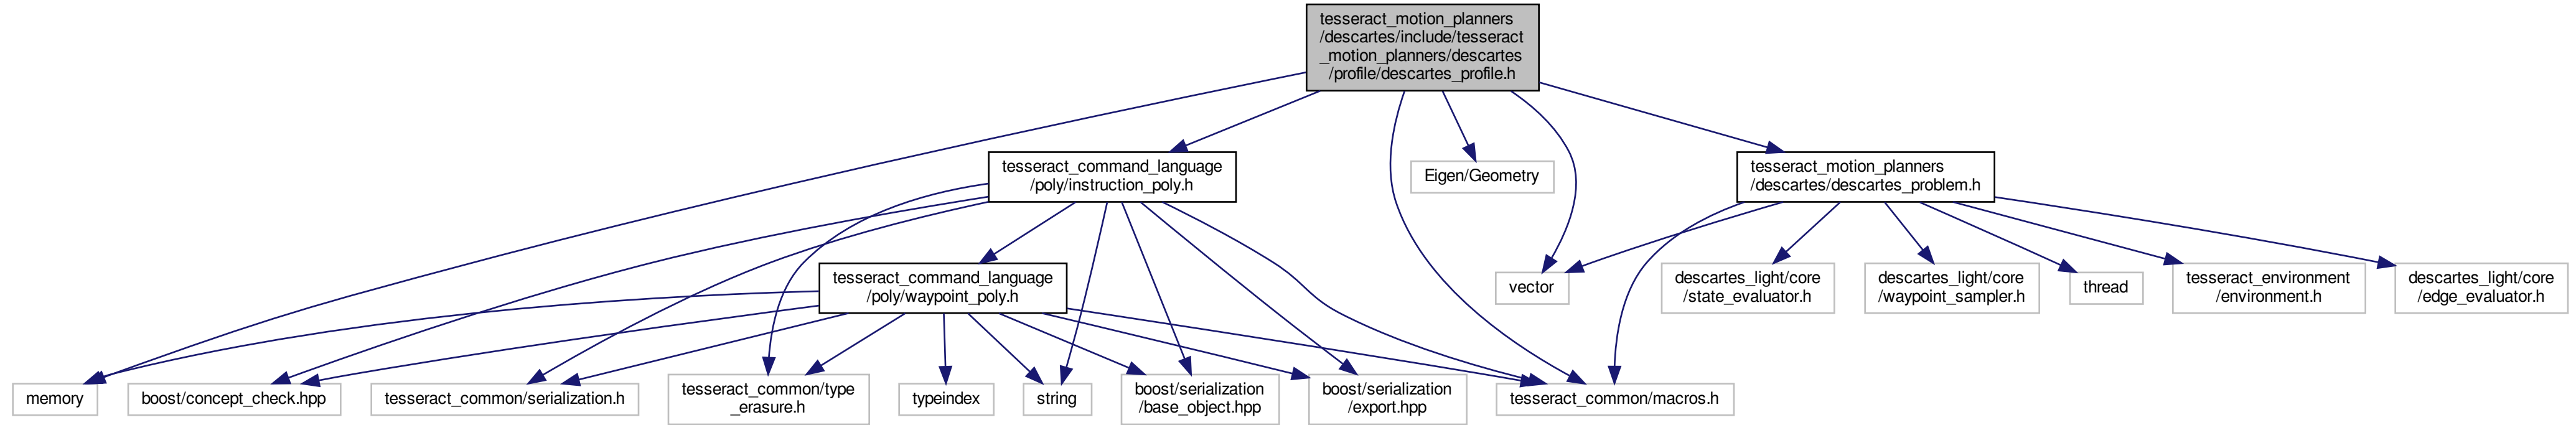 tesseract_motion_planners
/descartes/include/tesseract
_motion_planners/descartes
/profile/descartes_profile.h
tesseract_command_language
/poly/instruction_poly.h
Eigen/Geometry
tesseract_motion_planners
/descartes/descartes_problem.h
tesseract_command_language
/poly/waypoint_poly.h
vector
descartes_light/core
/state_evaluator.h
descartes_light/core
/waypoint_sampler.h
thread
tesseract_environment
/environment.h
descartes_light/core
/edge_evaluator.h
memory
boost/concept_check.hpp
tesseract_common/serialization.h
tesseract_common/type
_erasure.h
typeindex
string
boost/serialization
/base_object.hpp
boost/serialization
/export.hpp
tesseract_common/macros.h